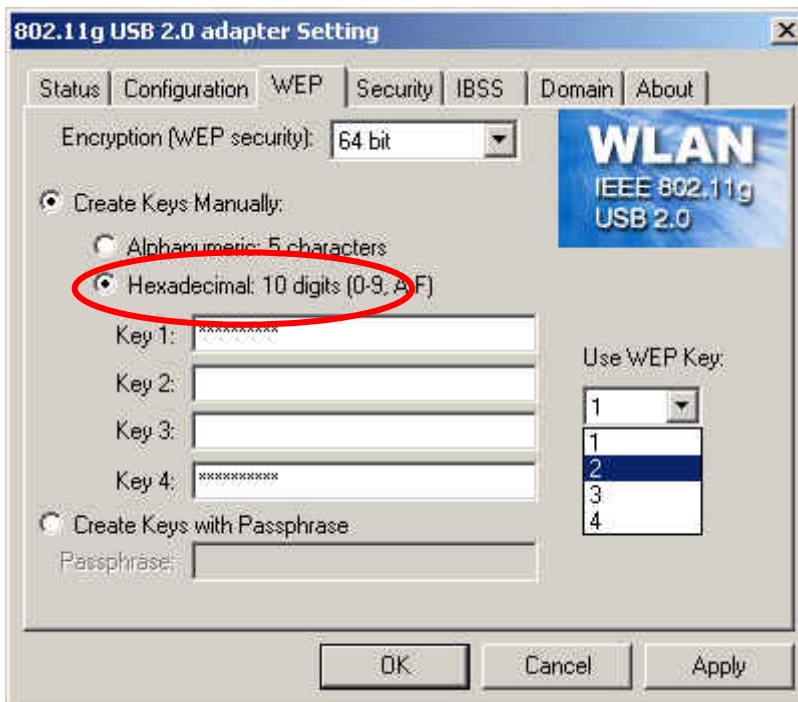 802.11g USB 2.0 adapter Setting
Status Configuration WEP Security IBSS Domain About
Encryption (WEP security): 64 bit
WLAN
IEEE 802.11g
USB 2.0
Create Keys Manually:
Alphanumeric: 5 characters
Hexadecimal: 10 digits (0-9, A-F)
Key 1: **********
Key 2:
Key 3:
Key 4: **********
Use WEP Key:
1
1
2
3
4
Create Keys with Passphrase
Passphrase:
OK Cancel Apply